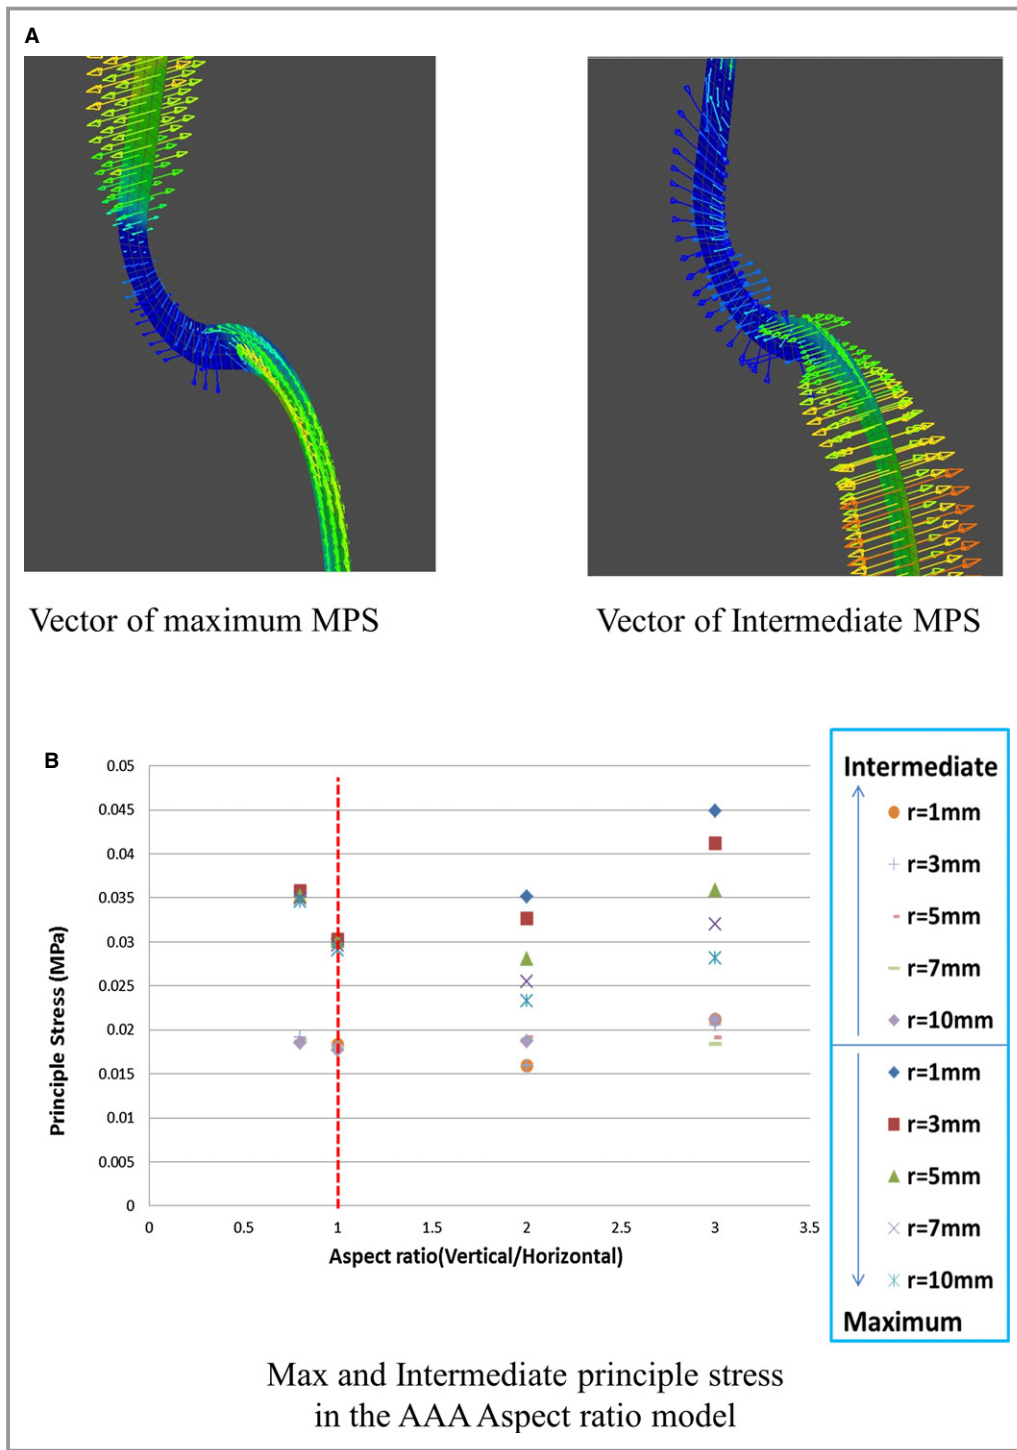 A
Vector of maximum MPS
Vector of Intermediate MPS
B
Principle Stress (MPa)
0.05
0.045
0.04
0.035
0.03
0.025
0.02
0.015
0.01
0.005
0
0 0.5 1 1.5 2 2.5 3 3.5
Aspect ratio(Vertical/Horizontal)
Intermediate
r=1mm
r=3mm
r=5mm
r=7mm
r=10mm
r=1mm
r=3mm
r=5mm
r=7mm
r=10mm
Maximum
Max and Intermediate principle stress
in the AAA Aspect ratio model